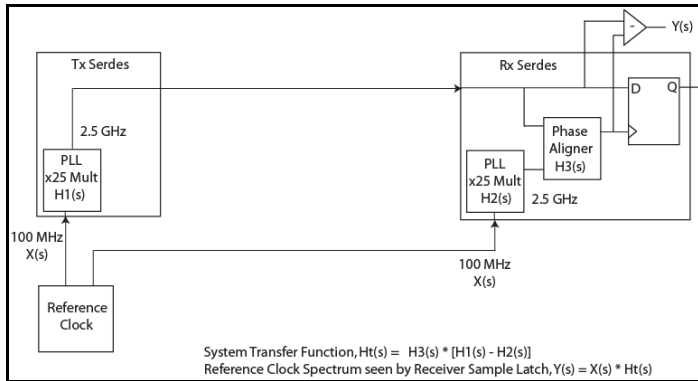 Y(s)
Tx Serdes
Rx Serdes
D Q
2.5 GHz
Phase
Aligner
H3(s)
PLL
x25 Mult
H1(s)
PLL
x25 Mult
H2(s)
2.5 GHz
100 MHz
X(s)
100 MHz
X(s)
Reference
Clock
System Transfer Function, Ht(s) = H3(s) * [H1(s) - H2(s)]
Reference Clock Spectrum seen by Receiver Sample Latch, Y(s) = X(s) * Ht(s)